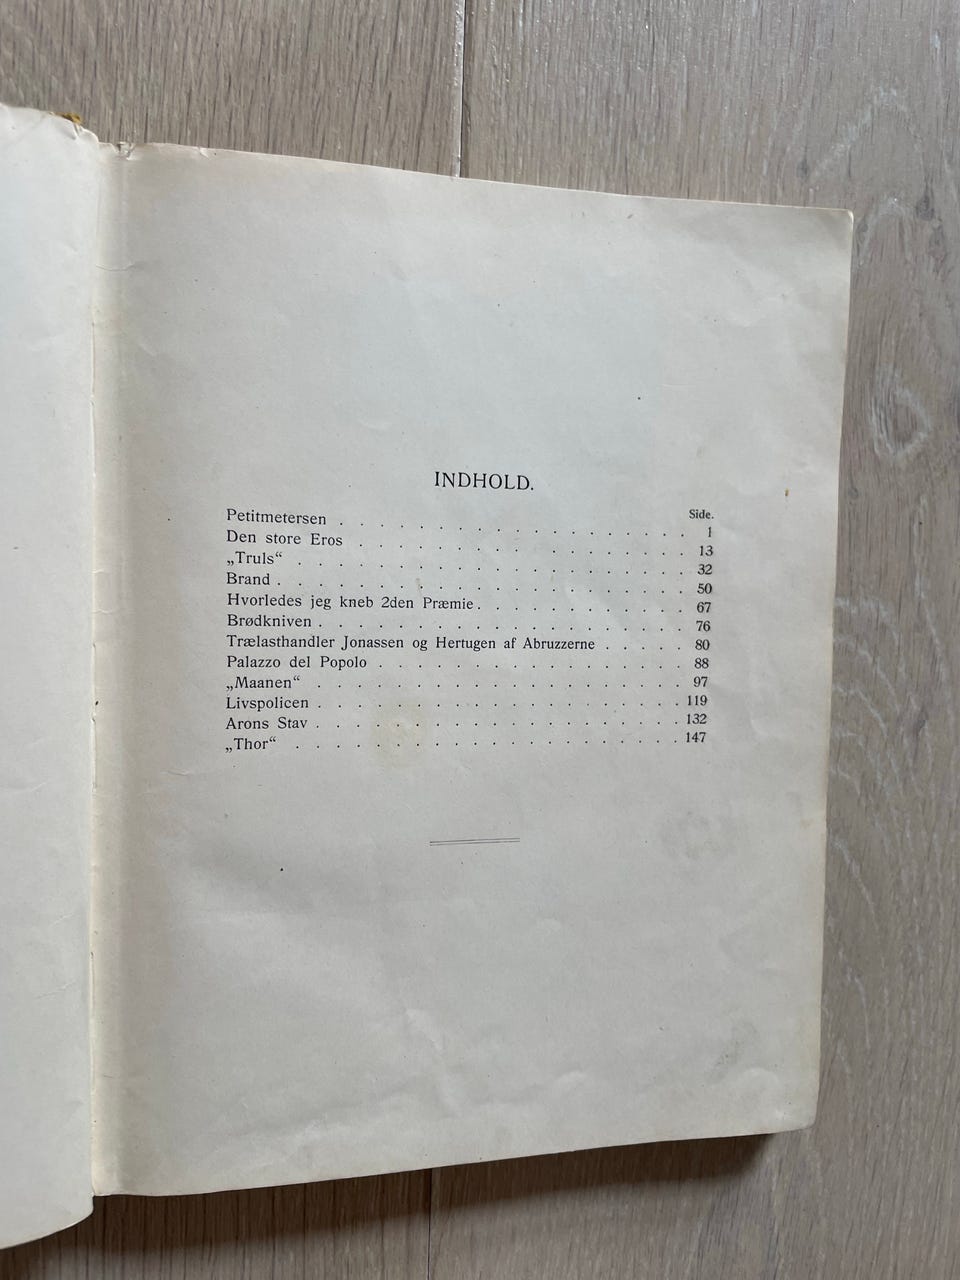 INDHOLD.
Side.
Petitmetersen . . . . . . . . . . . . . . . . . . 1
Den store Eros . . . . . . . . . . . . . . . . . 13
„Truls“ . . . . . . . . . . . . . . . . . . . . 32
Brand . . . . . . . . . . . . . . . . . . . . . 50
Hvorledes jeg kneb 2den Præmie . . . . . . . . . . . 67
Brødkniven . . . . . . . . . . . . . . . . . . . 76
Trælasthandler Jonassen og Hertugen af Abruzzerne . . . . . 80
Palazzo del Popolo . . . . . . . . . . . . . . . . 88
„Maanen“ . . . . . . . . . . . . . . . . . . . 97
Livspolicen . . . . . . . . . . . . . . . . . . . 119
Arons Stav . . . . . . . . . . . . . . . . . . . 132
„Thor“ . . . . . . . . . . . . . . . . . . . . 147